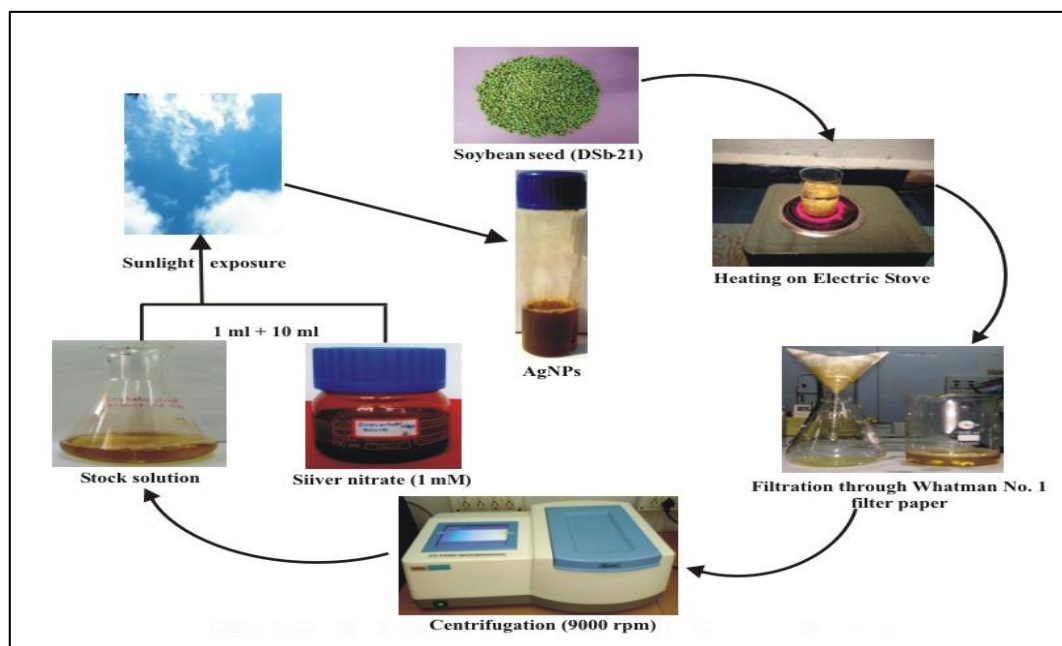 Soybean seed (DSb-21)
Heating on Electric Stove
Filtration through Whatman No. 1
filter paper
Centrifugation (9000 rpm)
Stock solution
Siiver nitrate (1 mM)
1 ml + 10 ml
Sunlight exposure
AgNPs